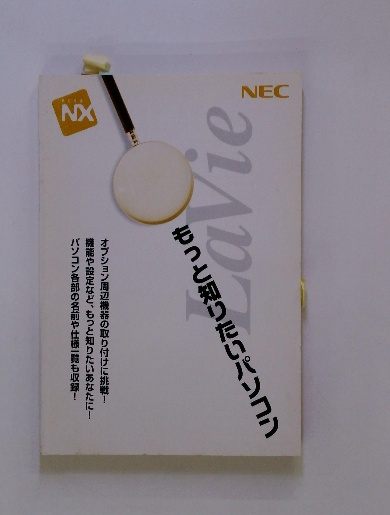 NX
NEC
LaVie
もっと知りたいパソコン
オプション周辺機器の取り付けに挑戦！
機能や設定など、もっと知りたいあなたに！
パソコン各部の名前や仕様一覧も収録！